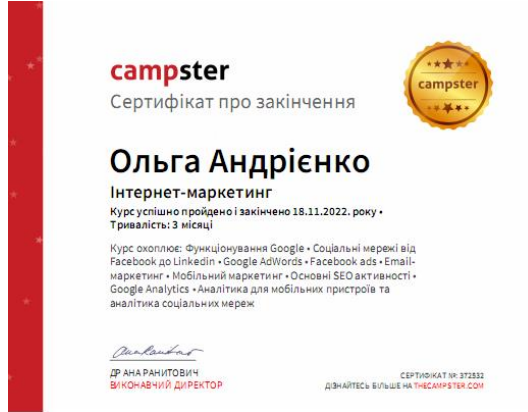 campster
Сертифікат про закінчення
campster
Ольга Андрієнко
Інтернет-маркетинг
Курс успішно пройдено і закінчено 18.11.2022. року •
Тривалість: 3 місяці
Курс охоплює: Функціонування Google • Соціальні мережі від
Facebook до Linkedin • Google AdWords • Facebook ads • Email-
маркетинг • Мобільний маркетинг • Основні SEO активності •
Google Analytics • Аналітика для мобільних пристроїв та
аналітика соціальних мереж
ДР АНА РАНИТОВИЧ
ВИКОНАВЧИЙ ДИРЕКТОР
СЕРТИФІКАТ №: 372532
ДІЗНАЙТЕСЬ БІЛЬШЕ НА THECAMPSTER.COM